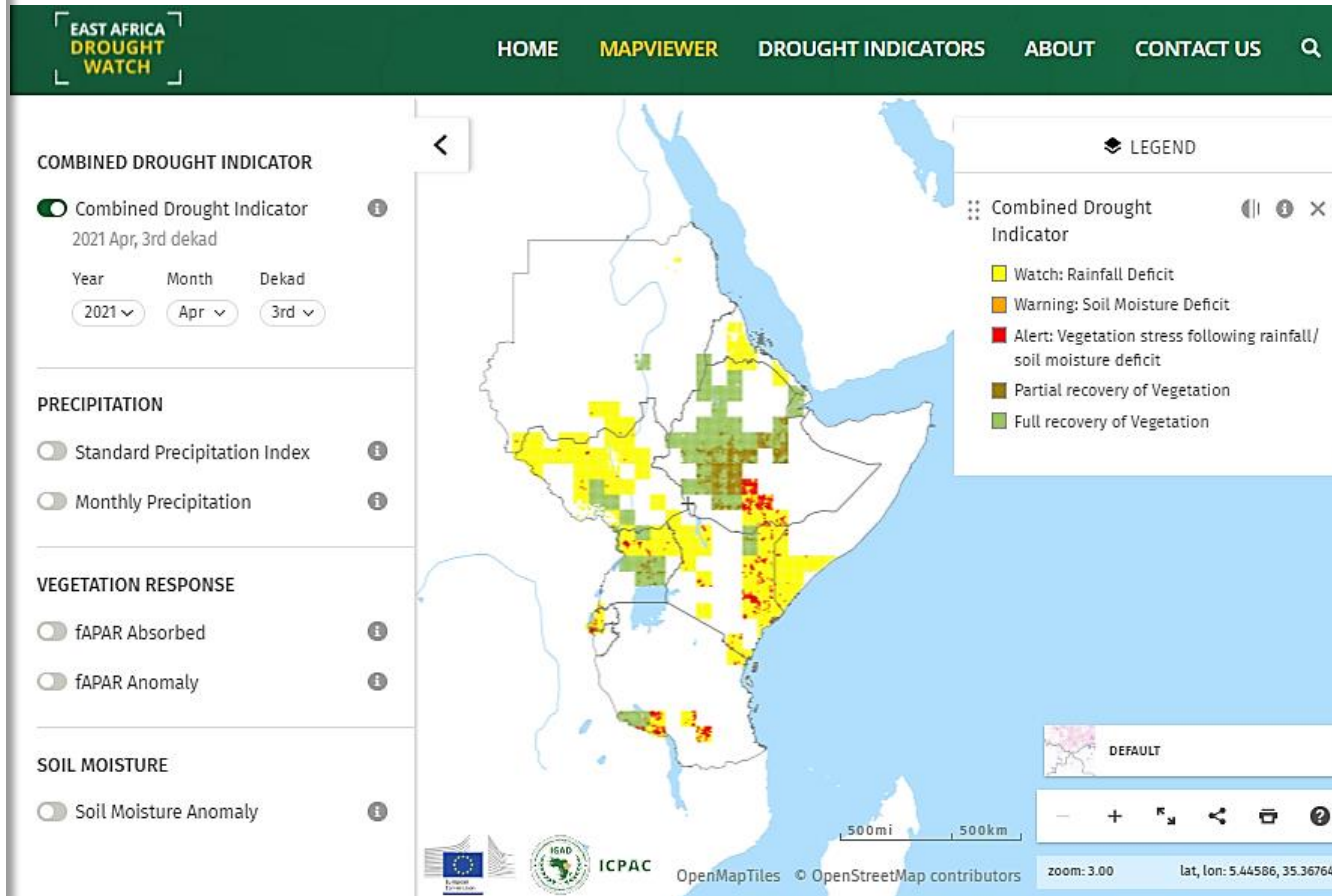 EAST AFRICA
DROUGHT
WATCH
HOME MAPVIEWER DROUGHT INDICATORS ABOUT CONTACT US
COMBINED DROUGHT INDICATOR
Combined Drought Indicator
2021 Apr, 3rd dekad
Year Month Dekad
2021 Apr 3rd
PRECIPITATION
Standard Precipitation Index
Monthly Precipitation
VEGETATION RESPONSE
fAPAR Absorbed
fAPAR Anomaly
SOIL MOISTURE
Soil Moisture Anomaly
LEGEND
Combined Drought
Indicator
Watch: Rainfall Deficit
Warning: Soil Moisture Deficit
Alert: Vegetation stress following rainfall/
soil moisture deficit
Partial recovery of Vegetation
Full recovery of Vegetation
DEFAULT
500mi 500km
European
Commission
IGAD
ICPAC
OpenMapTiles © OpenStreetMap contributors
zoom: 3.00 lat, lon: 5.44586, 35.36764